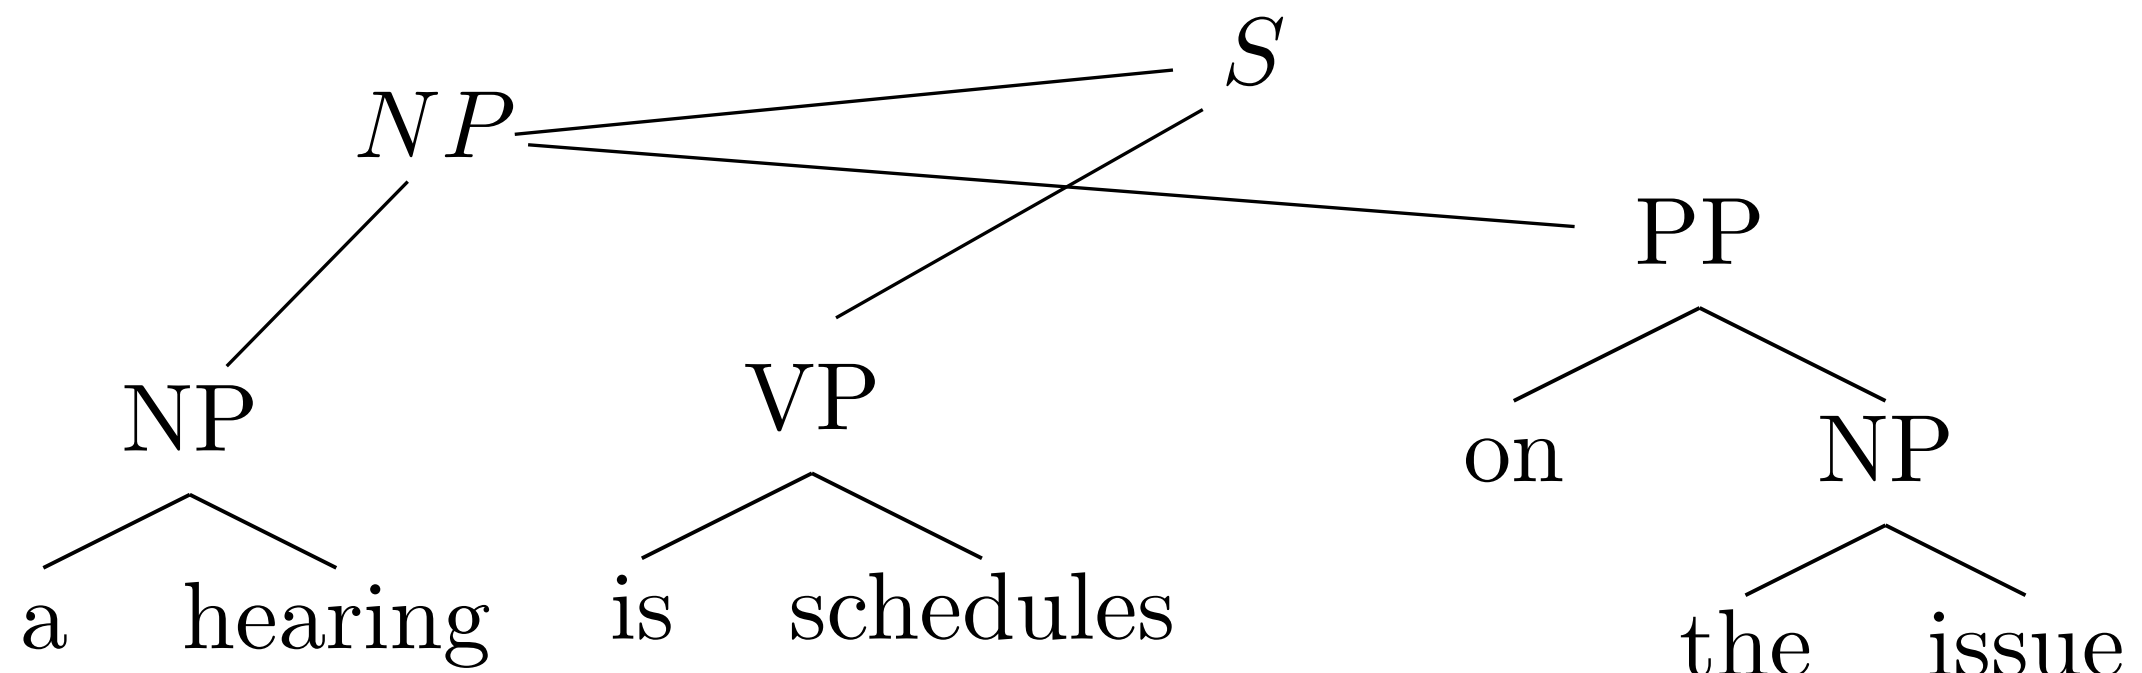 S
NP
PP
NP VP
on NP
a hearing is schedules
the issue